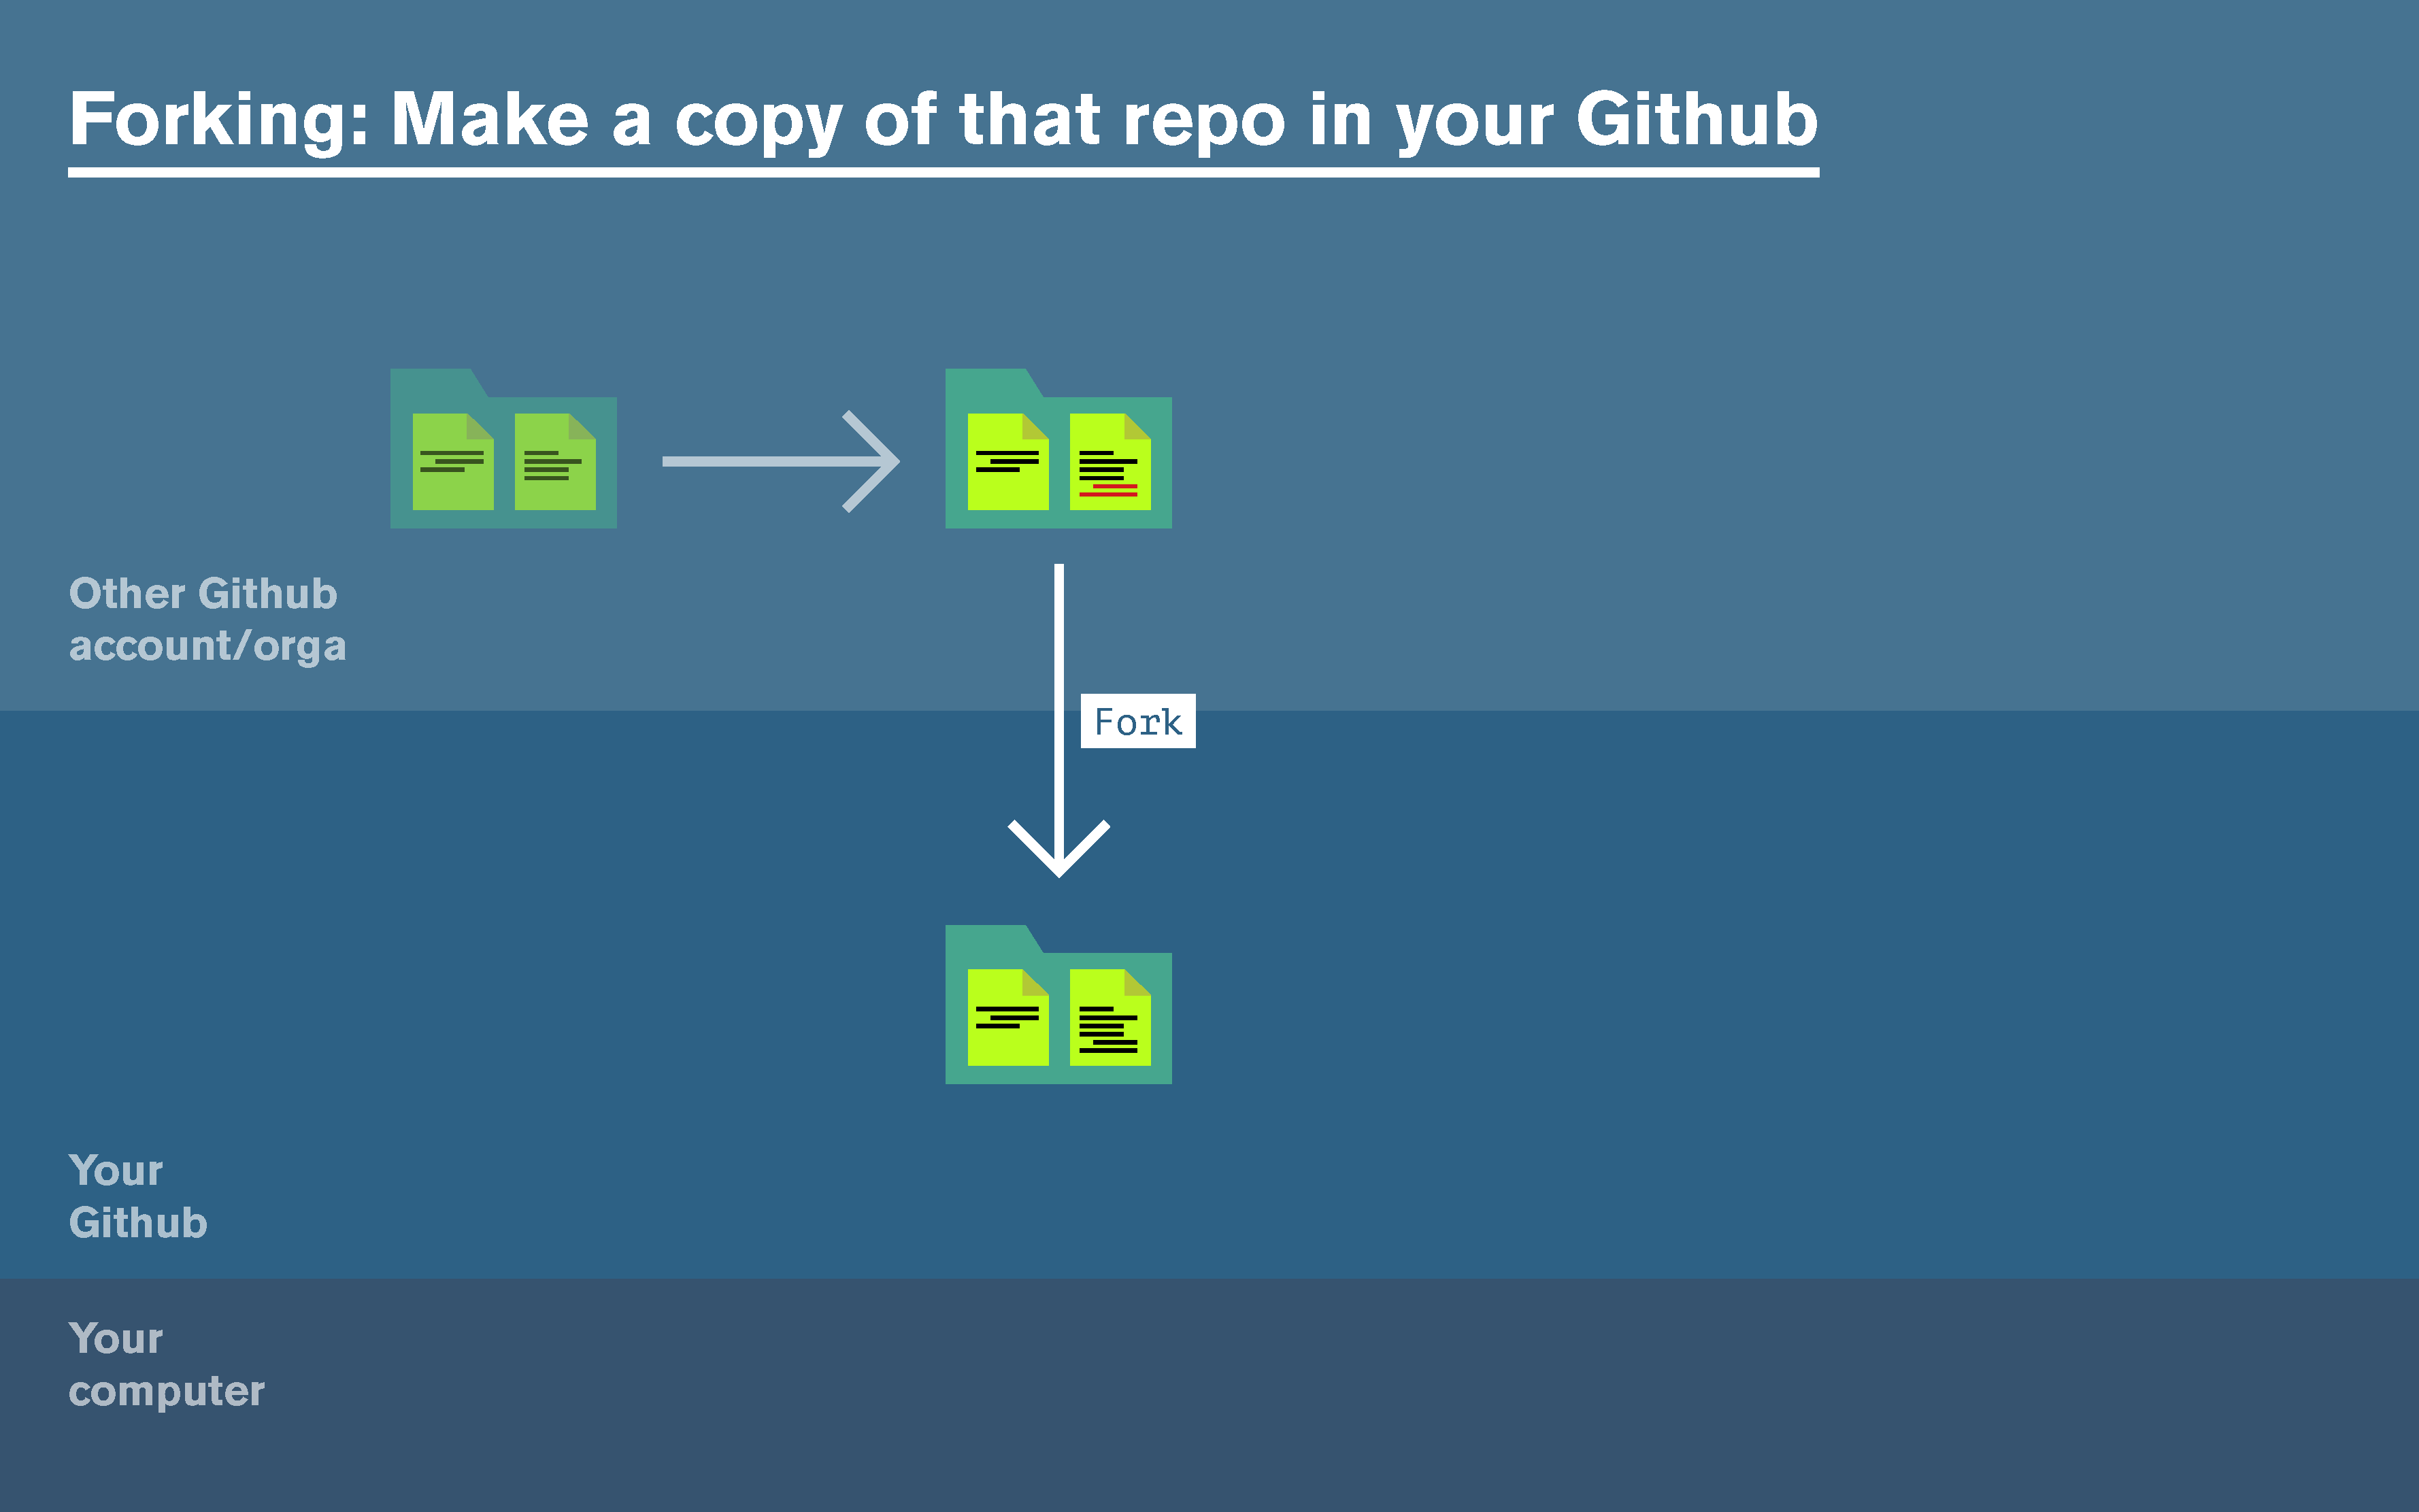 Forking: Make a copy of that repo in your Github
Other Github
account/orga
Fork
Your
Github
Your
computer